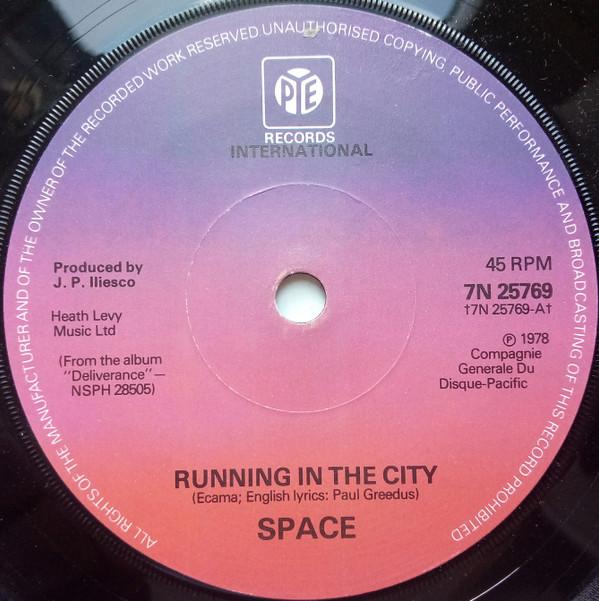 ALL RIGHTS OF THE MANUFACTURER AND OF THE OWNER OF THE RECORDED WORK RESERVED UNAUTHORISED COPYING, PUBLIC PERFORMANCE AND BROADCASTING OF THIS RECORD PROHIBITED
PYE
RECORDS
INTERNATIONAL
Produced by
J. P. Iliesco
Heath Levy
Music Ltd
(From the album
"Deliverance"—
NSPH 28505)
45 RPM
7N 25769
†7N 25769-A†
℗ 1978
Compagnie
Generale Du
Disque-Pacific
RUNNING IN THE CITY
(Ecama; English lyrics: Paul Greedus)
SPACE